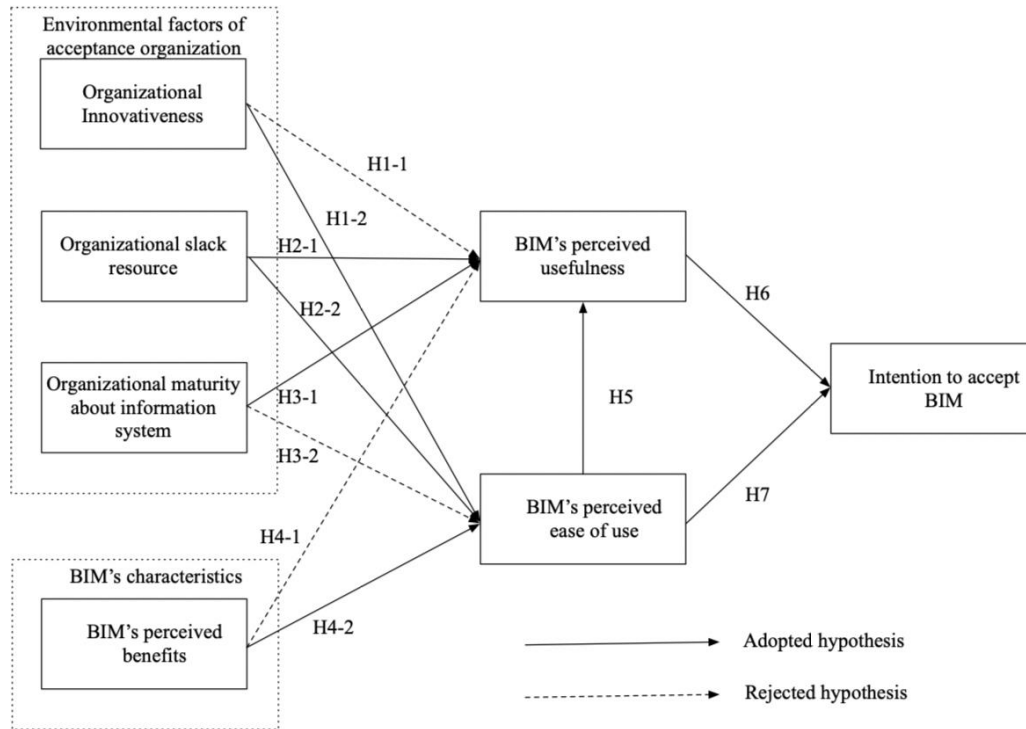 Environmental factors of
acceptance organization
Organizational
Innovativeness
H1-1
H1-2
Organizational slack
resource
H2-1
H2-2
BIM's perceived
usefulness
H6
Organizational maturity
about information
system
H3-1
H3-2
H5
Intention to accept
BIM
H4-1
BIM's perceived
ease of use
H7
BIM's characteristics
BIM's perceived
benefits
H4-2
Adopted hypothesis
Rejected hypothesis